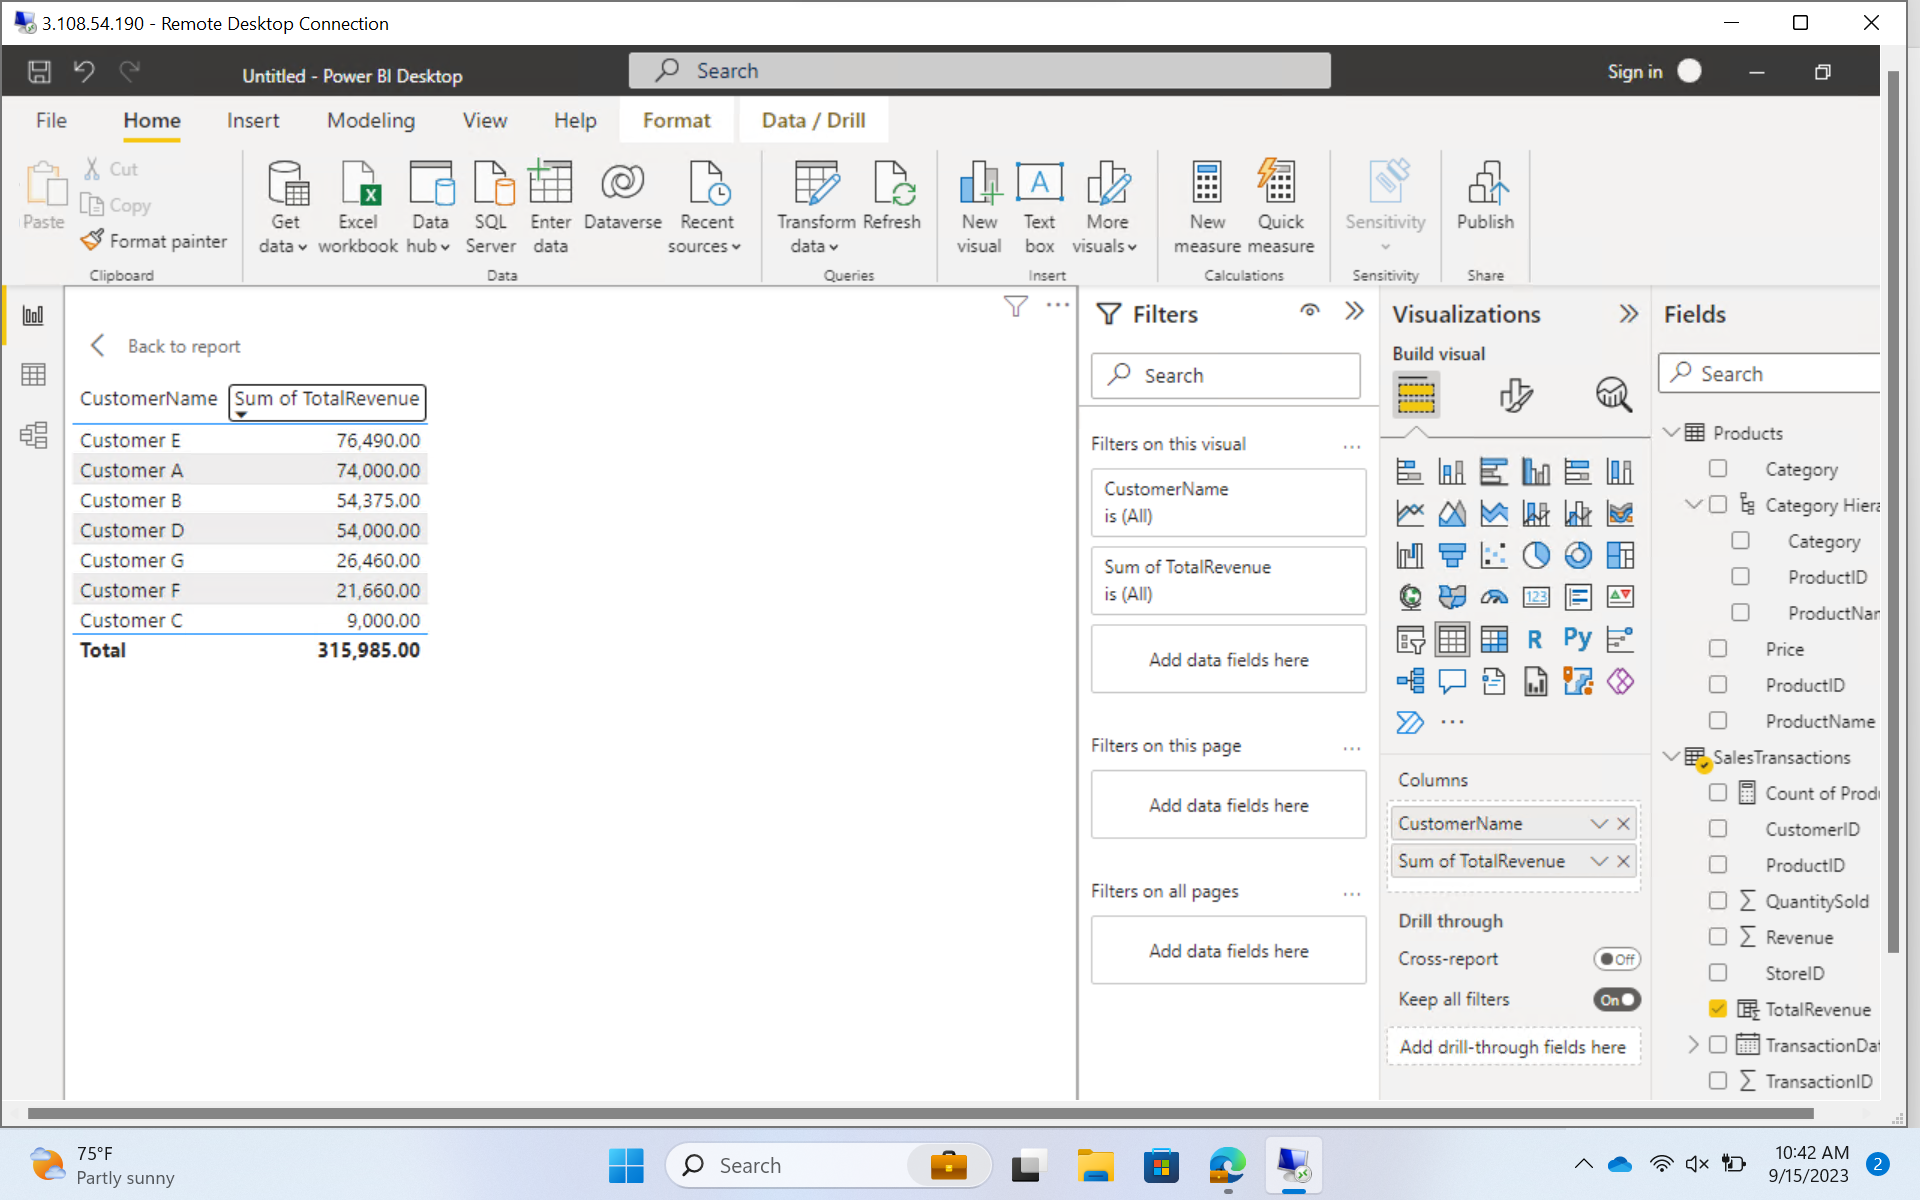 3.108.54.190 - Remote Desktop Connection
Untitled - Power BI Desktop
Search
Sign in
File
Home
Insert
Modeling
View
Help
Format
Data / Drill
Paste
Cut
Copy
Format painter
Clipboard
Get data
Excel workbook
Data hub
SQL Server
Enter data
Dataverse
Recent sources
Data
Transform data
Refresh
Queries
New visual
Text box
More visuals
Insert
New measure
Quick measure
Calculations
Sensitivity
Sensitivity
Publish
Share
Back to report
CustomerName Sum of TotalRevenue
Customer E 76,490.00
Customer A 74,000.00
Customer B 54,375.00
Customer D 54,000.00
Customer G 26,460.00
Customer F 21,660.00
Customer C 9,000.00
Total 315,985.00
Filters
Search
Filters on this visual
CustomerName
is (All)
Sum of TotalRevenue
is (All)
Add data fields here
Filters on this page
Add data fields here
Filters on all pages
Add data fields here
Visualizations
Build visual
123
R
Py
Columns
CustomerName
Sum of TotalRevenue
Drill through
Cross-report
Off
Keep all filters
On
Add drill-through fields here
Fields
Search
Products
Category
Category Hiera
Category
ProductID
ProductNar
Price
ProductID
ProductName
SalesTransactions
Count of Produ
CustomerID
ProductID
QuantitySold
Revenue
StoreID
TotalRevenue
TransactionDat
TransactionID
75°F
Partly sunny
Search
10:42 AM
9/15/2023
2